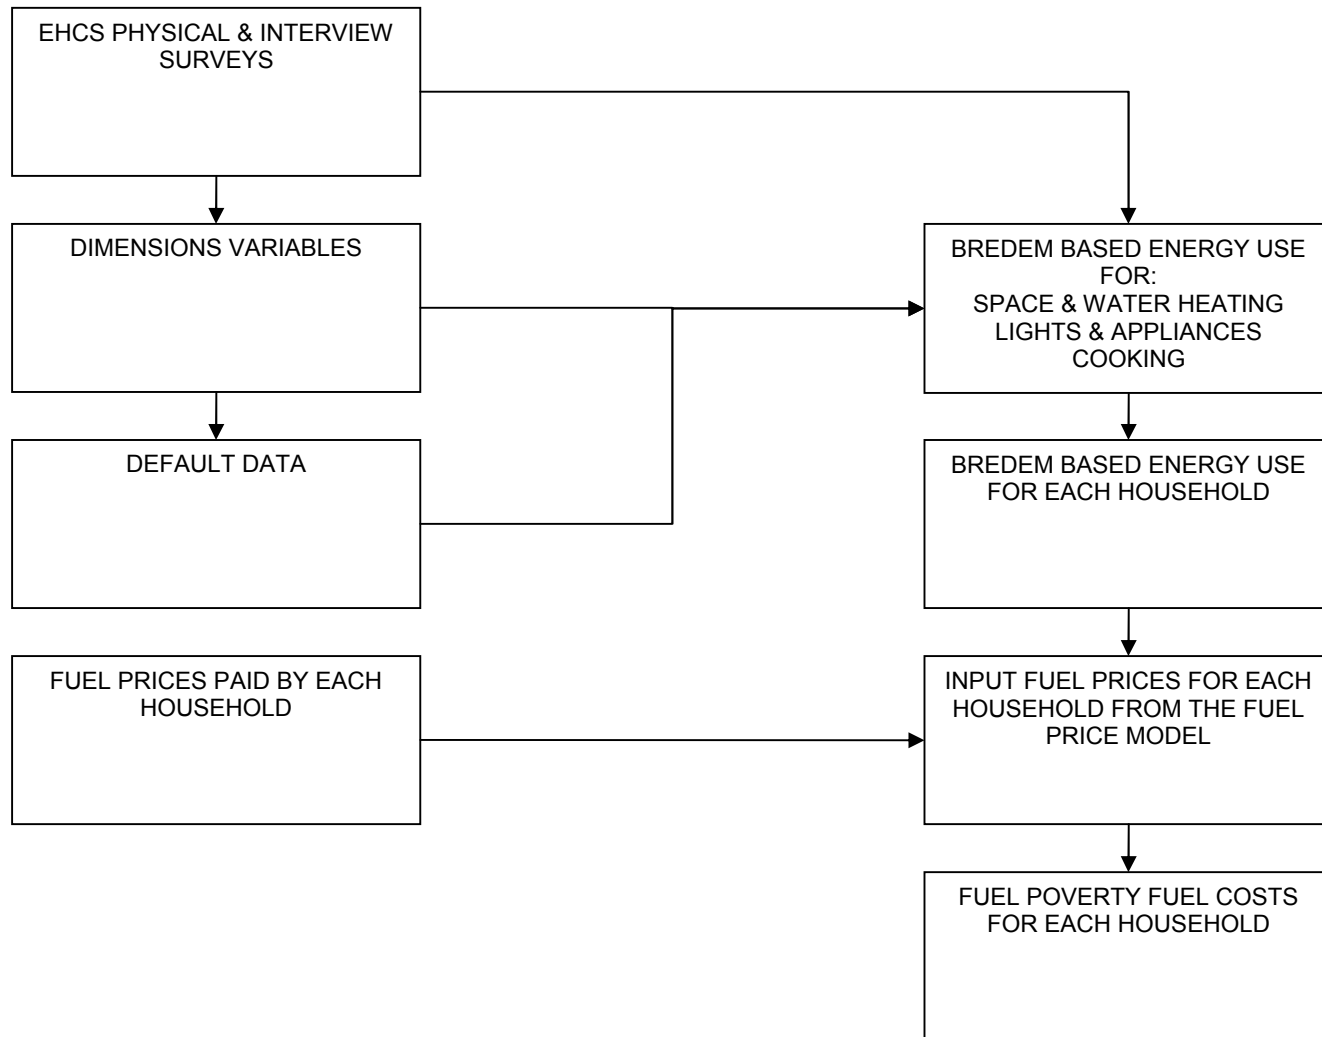 EHCS PHYSICAL & INTERVIEW
SURVEYS
DIMENSIONS VARIABLES
BREDEM BASED ENERGY USE
FOR:
SPACE & WATER HEATING
LIGHTS & APPLIANCES
COOKING
DEFAULT DATA
BREDEM BASED ENERGY USE
FOR EACH HOUSEHOLD
FUEL PRICES PAID BY EACH
HOUSEHOLD
INPUT FUEL PRICES FOR EACH
HOUSEHOLD FROM THE FUEL
PRICE MODEL
FUEL POVERTY FUEL COSTS
FOR EACH HOUSEHOLD